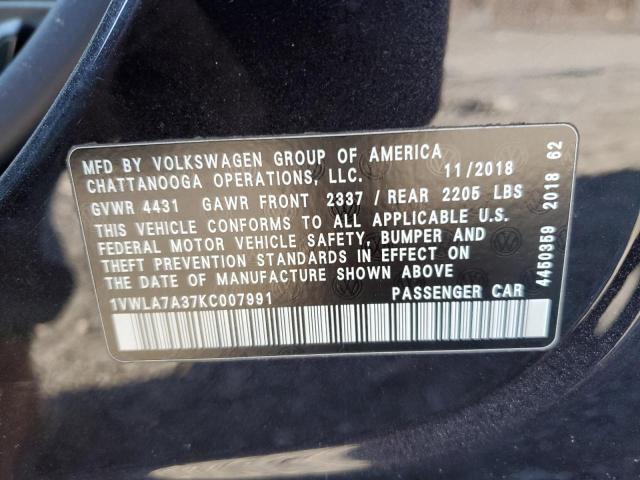 MFD BY VOLKSWAGEN GROUP OF AMERICA
CHATTANOOGA OPERATIONS, LLC. 11/2018
GVWR 4431 GAWR FRONT 2337 / REAR 2205 LBS
THIS VEHICLE CONFORMS TO ALL APPLICABLE U.S.
FEDERAL MOTOR VEHICLE SAFETY, BUMPER AND
THEFT PREVENTION STANDARDS IN EFFECT ON
THE DATE OF MANUFACTURE SHOWN ABOVE
1VWLA7A37KC007991 PASSENGER CAR
4460359 2018 62